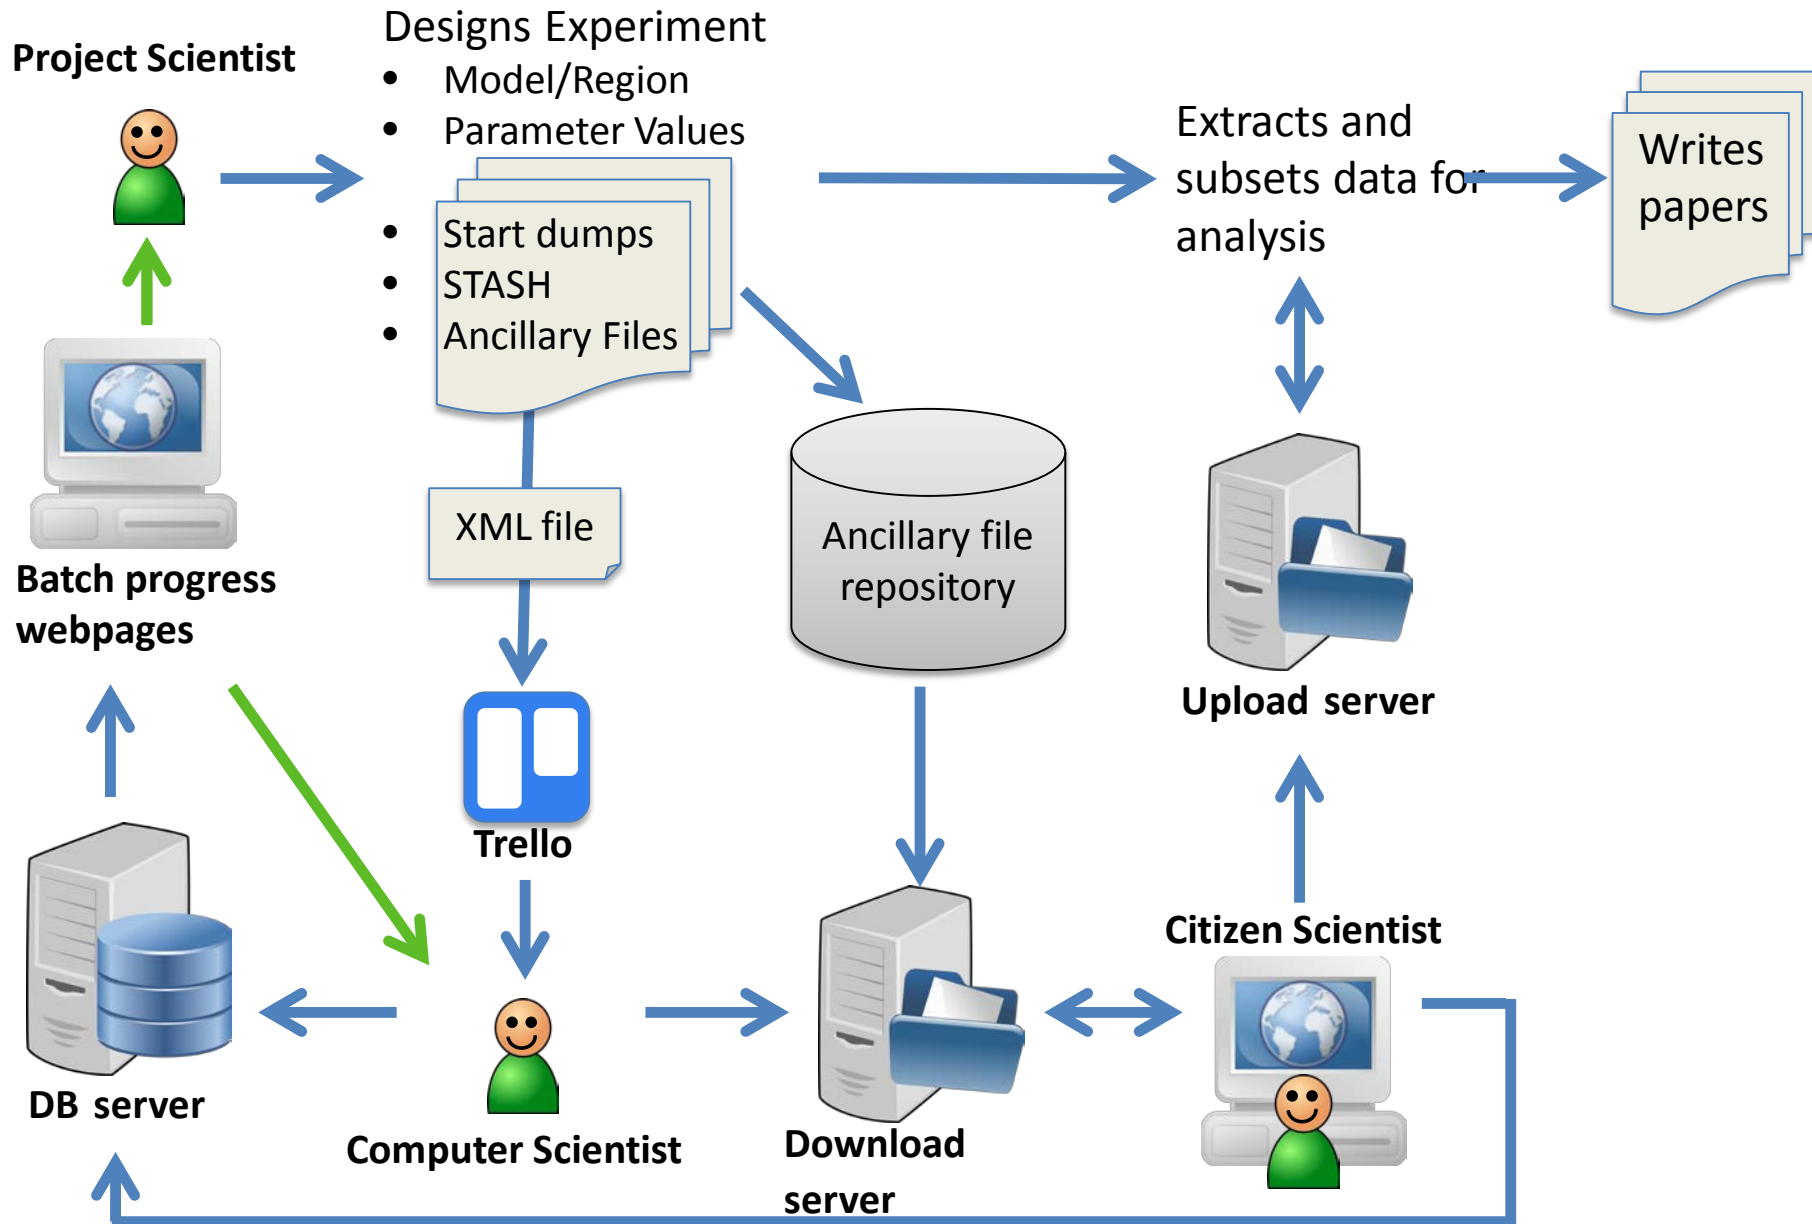 Project Scientist
Designs Experiment
• Model/Region
• Parameter Values
• Start dumps
• STASH
• Ancillary Files
Extracts and
subsets data for
analysis
Writes
papers
XML file
Ancillary file
repository
Batch progress
webpages
Upload server
Trello
Citizen Scientist
DB server
Computer Scientist
Download
server